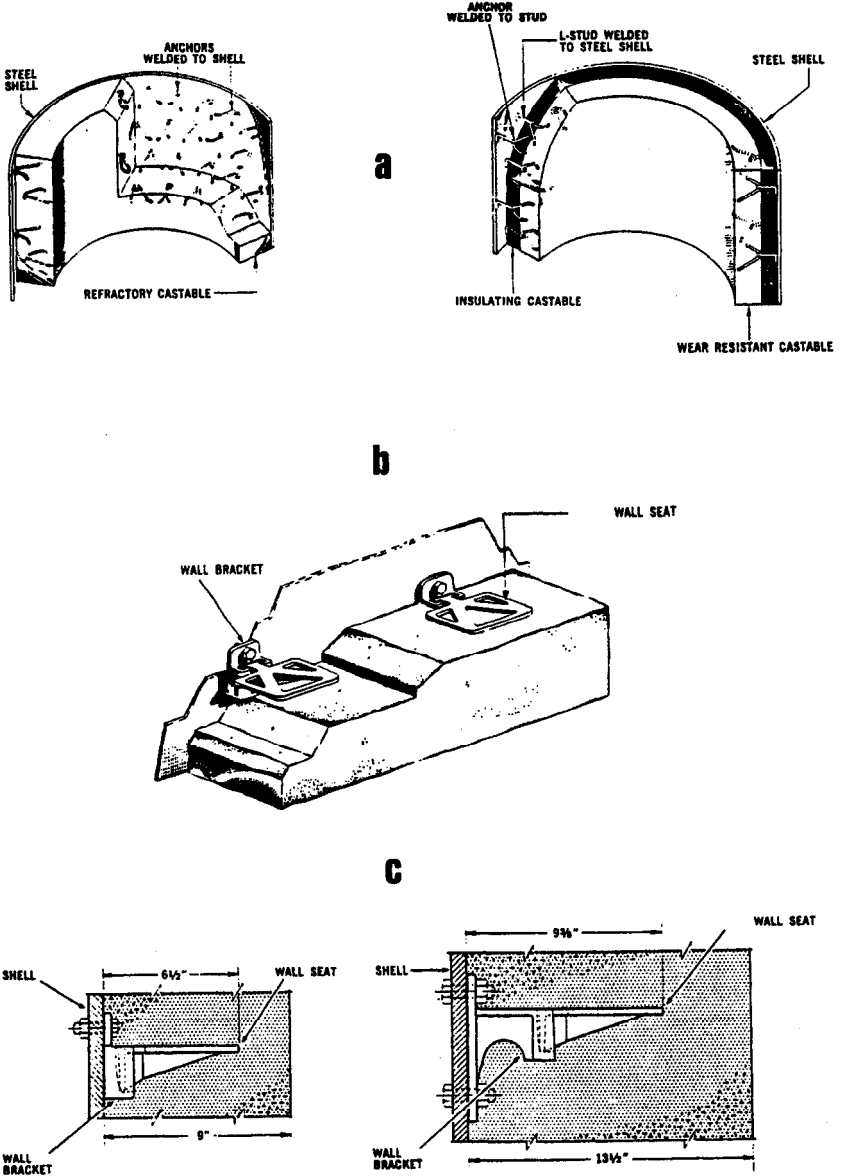 ANCHORS
WELDED TO SHELL
STEEL
SHELL
REFRACTORY CASTABLE
ANCHOR
WELDED TO STUD
L-STUD WELDED
TO STEEL SHELL
STEEL SHELL
a
INSULATING CASTABLE
WEAR RESISTANT CASTABLE
b
WALL SEAT
WALL BRACKET
c
6½"
SHELL
WALL SEAT
WALL
BRACKET
9"
9⅜"
WALL SEAT
SHELL
WALL
BRACKET
13½"